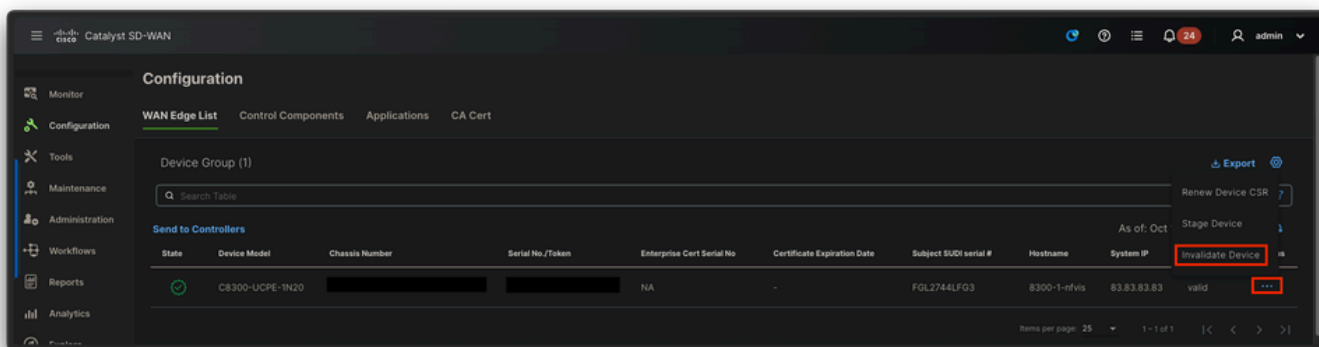 cisco Catalyst SD-WAN 24 admin
Configuration
Monitor
WAN Edge List Control Components Applications CA Cert
Configuration
Tools
Device Group (1) Export
Maintenance
Search Table
Renew Device CSR
Administration
Send to Controllers
Stage Device
As of: Oct
Workflows
Invalidate Device
State Device Model Chassis Number Serial No./Token Enterprise Cert Serial No Certificate Expiration Date Subject SUDI serial # Hostname System IP
Reports
C8300-UCPE-1N20 NA - FGL2744LFG3 8300-1-nfvis 83.83.83.83 valid ...
Analytics
Items per page: 25 1 – 1 of 1